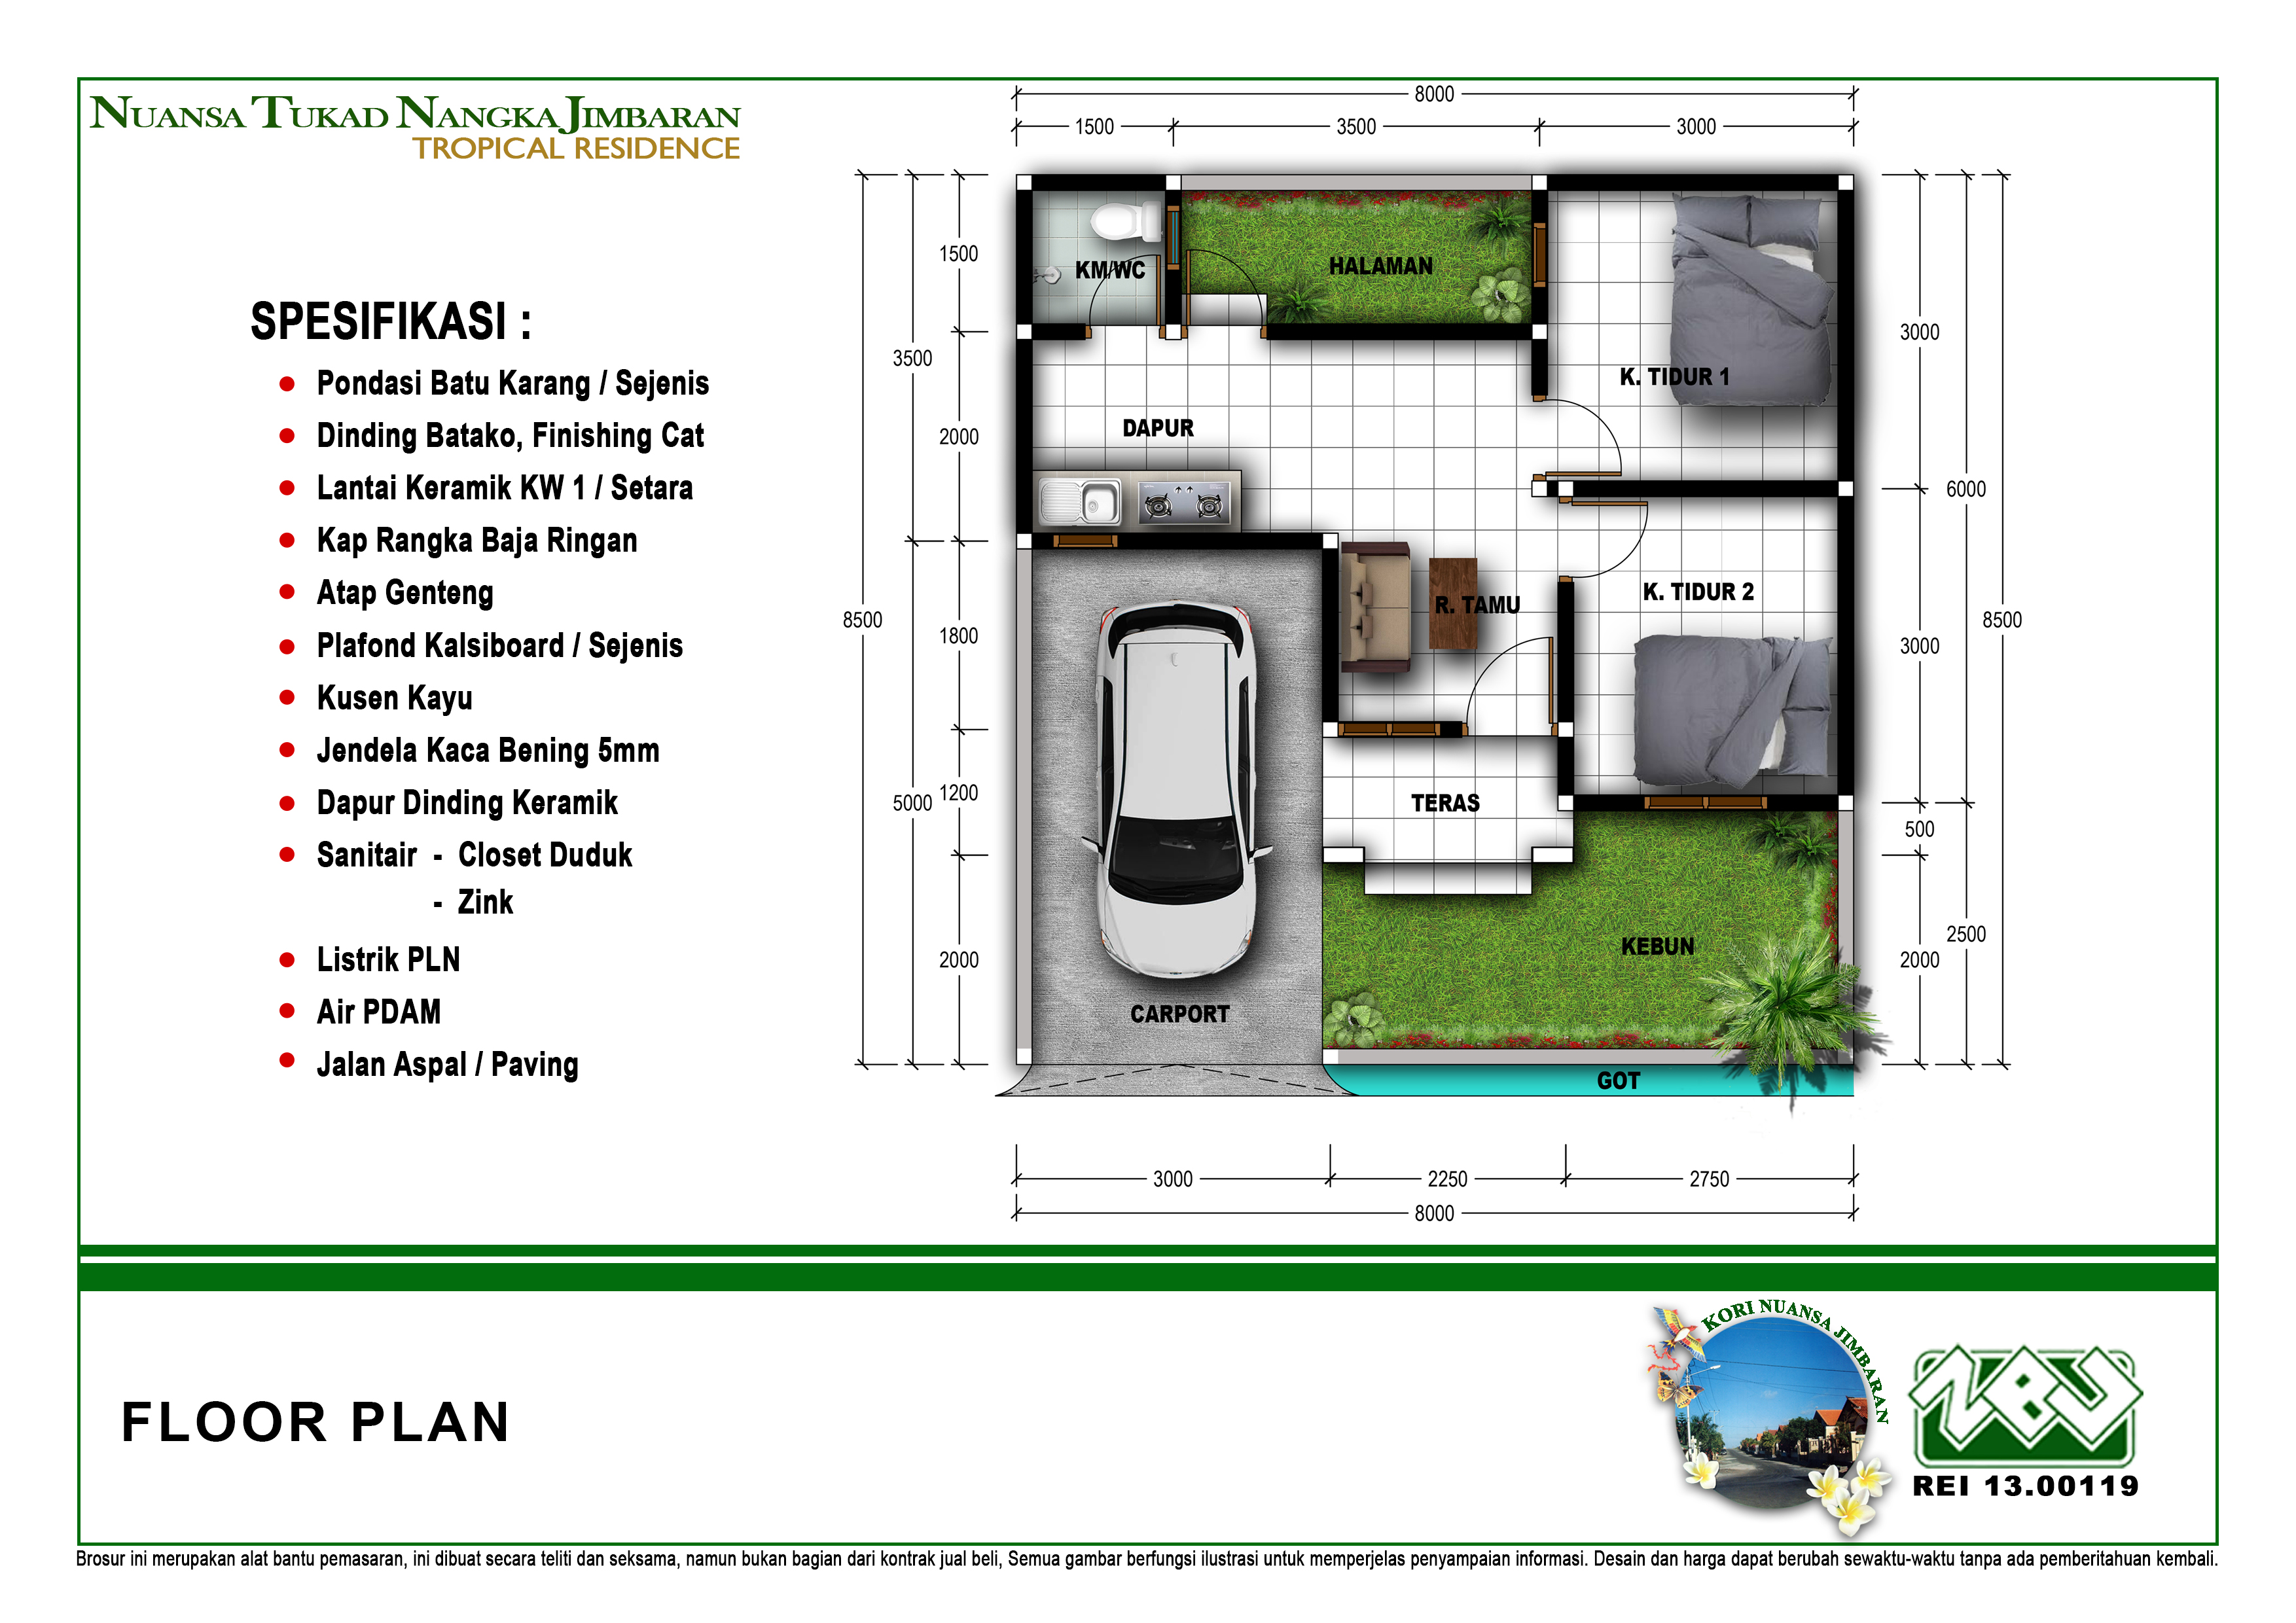 NUANSA TUKAD NANGKA JIMBARAN
TROPICAL RESIDENCE
SPESIFIKASI :
Pondasi Batu Karang / Sejenis
Dinding Batako, Finishing Cat
Lantai Keramik KW 1 / Setara
Kap Rangka Baja Ringan
Atap Genteng
Plafond Kalsiboard / Sejenis
Kusen Kayu
Jendela Kaca Bening 5mm
Dapur Dinding Keramik
Sanitair - Closet Duduk
- Zink
Listrik PLN
Air PDAM
Jalan Aspal / Paving
8000
1500 3500 3000
8500
3500
5000
1500
2000
1800
1200
2000
KM/WC
HALAMAN
K. TIDUR 1
DAPUR
K. TIDUR 2
R. TAMU
TERAS
KEBUN
CARPORT
GOT
3000
3000
500
2000
6000
2500
8500
3000 2250 2750
8000
FLOOR PLAN
KORI NUANSA JIMBARAN
NBU
REI 13.00119
Brosur ini merupakan alat bantu pemasaran, ini dibuat secara teliti dan seksama, namun bukan bagian dari kontrak jual beli, Semua gambar berfungsi ilustrasi untuk memperjelas penyampaian informasi. Desain dan harga dapat berubah sewaktu-waktu tanpa ada pemberitahuan kembali.